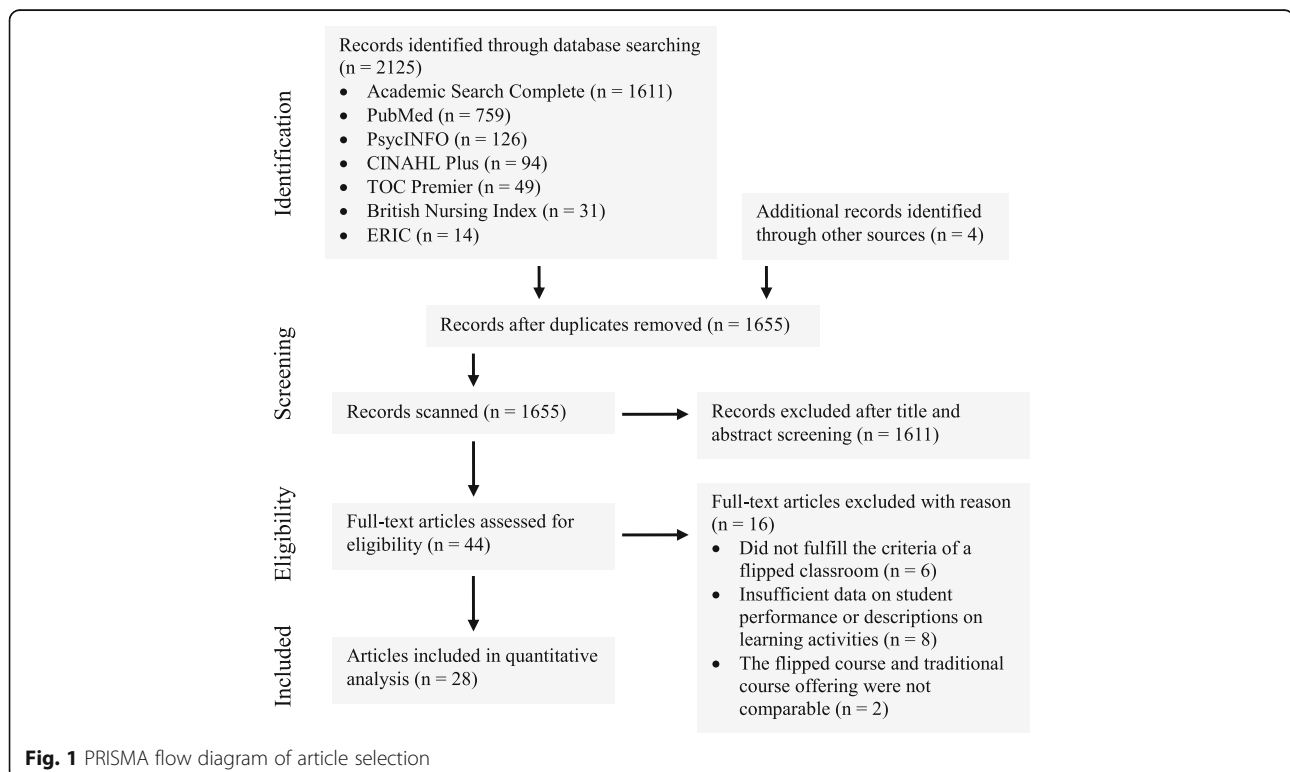 Identification
Records identified through database searching
(n = 2125)
• Academic Search Complete (n = 1611)
• PubMed (n = 759)
• PsycINFO (n = 126)
• CINAHL Plus (n = 94)
• TOC Premier (n = 49)
• British Nursing Index (n = 31)
• ERIC (n = 14)
Additional records identified
through other sources (n = 4)
Screening
Records after duplicates removed (n = 1655)
Records scanned (n = 1655)
Records excluded after title and
abstract screening (n = 1611)
Eligibility
Full-text articles assessed for
eligibility (n = 44)
Full-text articles excluded with reason
(n = 16)
• Did not fulfill the criteria of a
flipped classroom (n = 6)
• Insufficient data on student
performance or descriptions on
learning activities (n = 8)
• The flipped course and traditional
course offering were not
comparable (n = 2)
Included
Articles included in quantitative
analysis (n = 28)
Fig. 1 PRISMA flow diagram of article selection